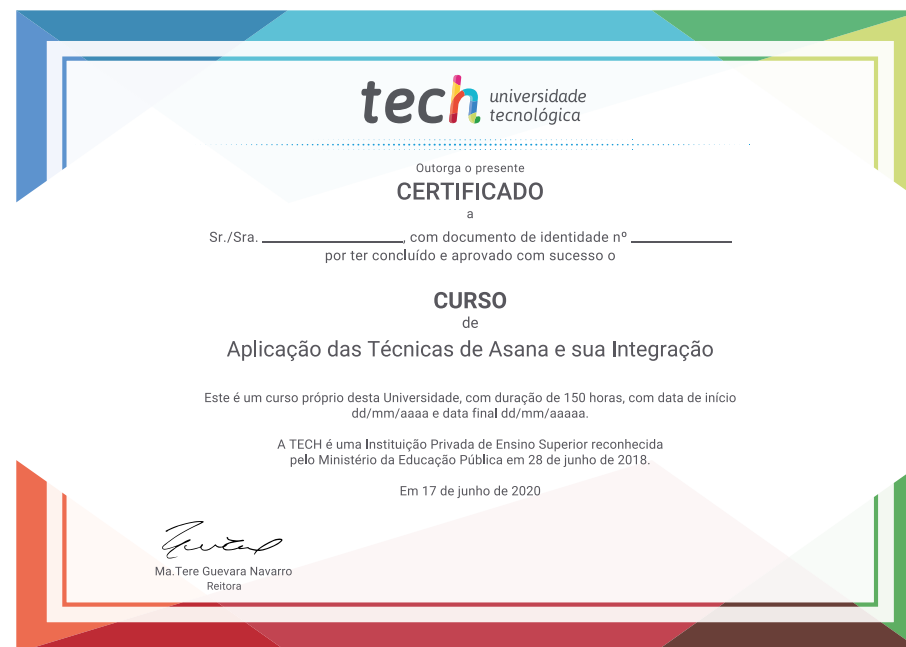 tech universidade
tecnológica
Outorga o presente
CERTIFICADO
a
Sr./Sra. ____________, com documento de identidade nº ____________
por ter concluído e aprovado com sucesso o
CURSO
de
Aplicação das Técnicas de Asana e sua Integração
Este é um curso próprio desta Universidade, com duração de 150 horas, com data de início
dd/mm/aaaa e data final dd/mm/aaaaa.
A TECH é uma Instituição Privada de Ensino Superior reconhecida
pelo Ministério da Educação Pública em 28 de junho de 2018.
Em 17 de junho de 2020
Ma.Tere Guevara Navarro
Reitora